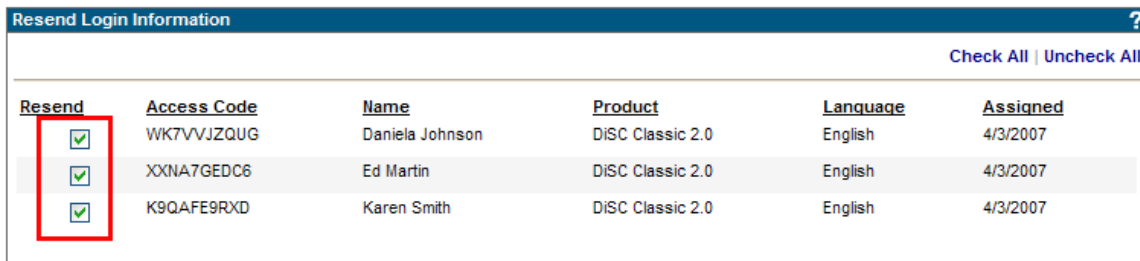 Resend Login Information ?
Check All | Uncheck All
Resend Access Code Name Product Language Assigned
WK7VVJZQUG Daniela Johnson DiSC Classic 2.0 English 4/3/2007
XXNA7GEDC6 Ed Martin DiSC Classic 2.0 English 4/3/2007
K9QAFE9RXD Karen Smith DiSC Classic 2.0 English 4/3/2007